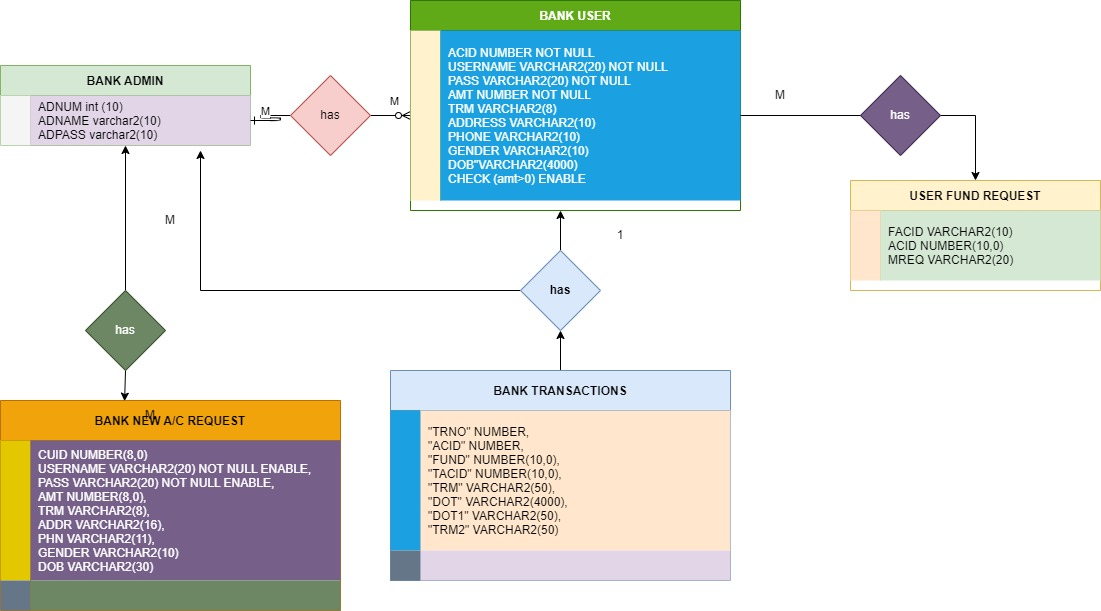 BANK USER
ACID NUMBER NOT NULL
USERNAME VARCHAR2(20) NOT NULL
PASS VARCHAR2(20) NOT NULL
AMT NUMBER NOT NULL
TRM VARCHAR2(8)
ADDRESS VARCHAR2(10)
PHONE VARCHAR2(10)
GENDER VARCHAR2(10)
DOB"VARCHAR2(4000)
CHECK (amt>0) ENABLE
BANK ADMIN
ADNUM int (10)
ADNAME varchar2(10)
ADPASS varchar2(10)
M
has
M
M
has
USER FUND REQUEST
FACID VARCHAR2(10)
ACID NUMBER(10,0)
MREQ VARCHAR2(20)
M
1
has
has
BANK TRANSACTIONS
"TRNO" NUMBER,
"ACID" NUMBER,
"FUND" NUMBER(10,0),
"TACID" NUMBER(10,0),
"TRM" VARCHAR2(50),
"DOT" VARCHAR2(4000),
"DOT1" VARCHAR2(50),
"TRM2" VARCHAR2(50)
M
BANK NEW A/C REQUEST
CUID NUMBER(8,0)
USERNAME VARCHAR2(20) NOT NULL ENABLE,
PASS VARCHAR2(20) NOT NULL ENABLE,
AMT NUMBER(8,0),
TRM VARCHAR2(8),
ADDR VARCHAR2(16),
PHN VARCHAR2(11),
GENDER VARCHAR2(10)
DOB VARCHAR2(30)